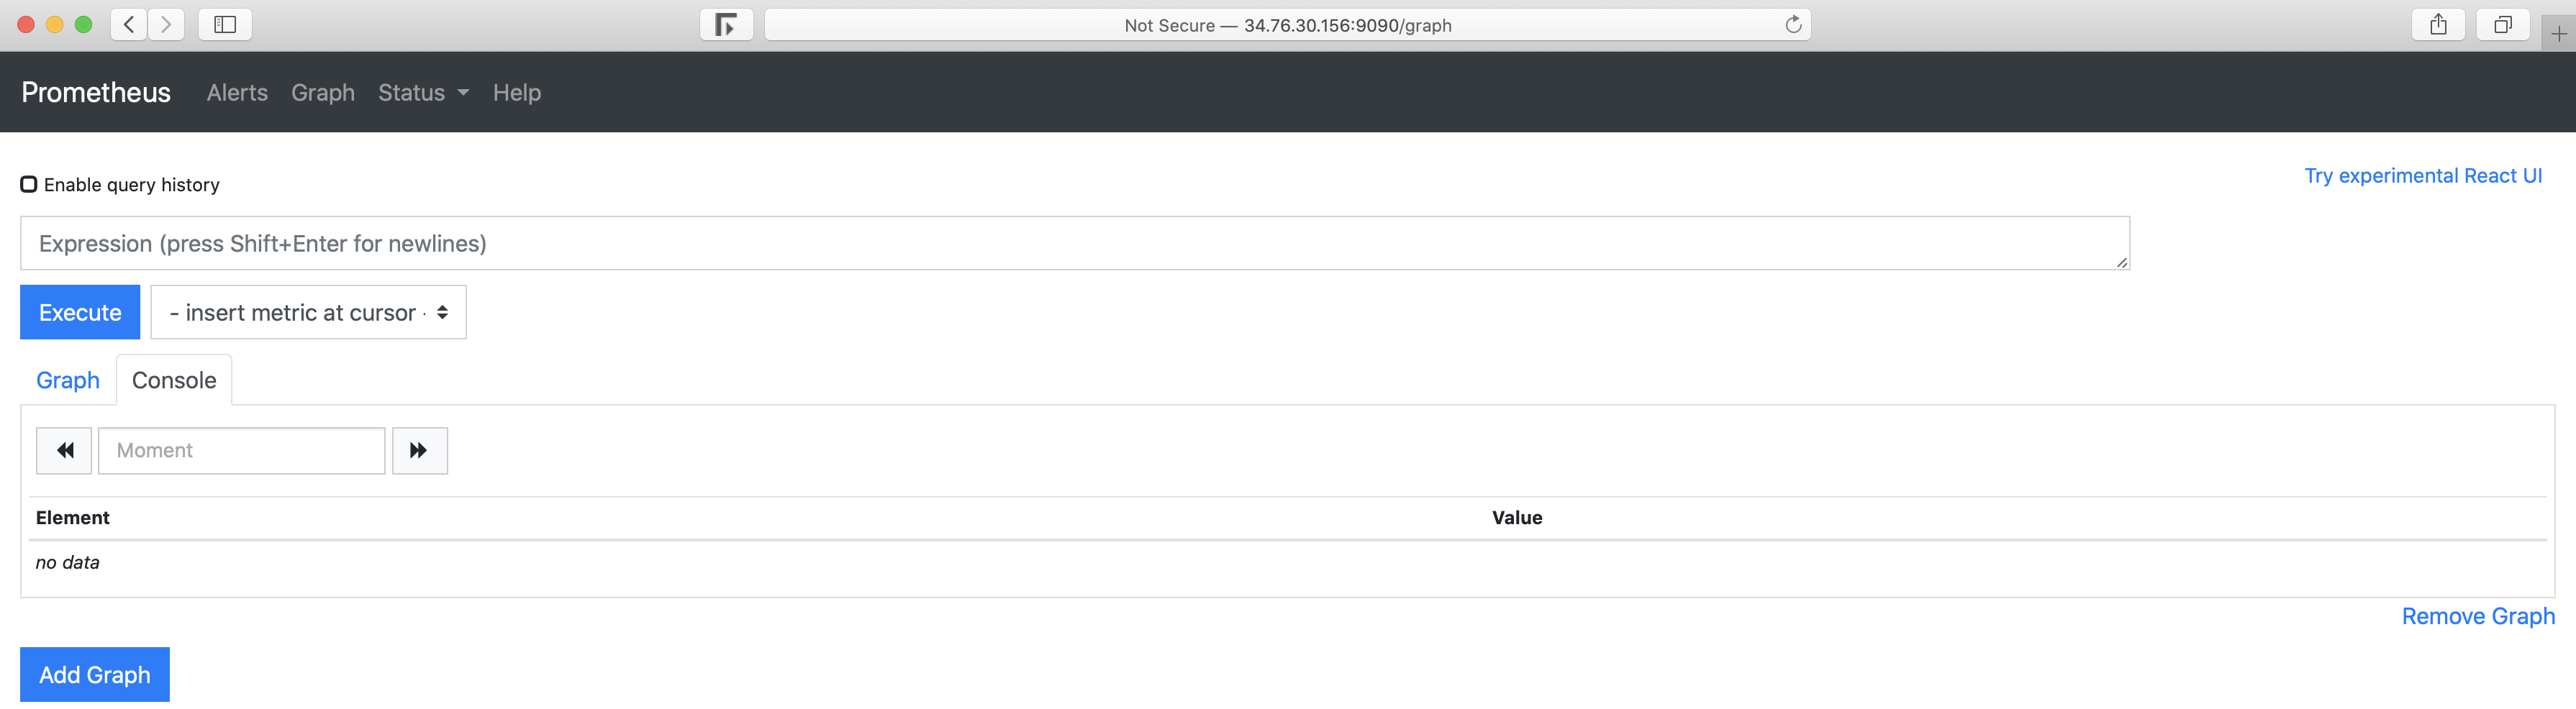 Not Secure — 34.76.30.156:9090/graph
Prometheus Alerts Graph Status Help
Enable query history
Try experimental React UI
Expression (press Shift+Enter for newlines)
Execute - insert metric at cursor -
Graph Console
Moment
Element Value
no data
Remove Graph
Add Graph